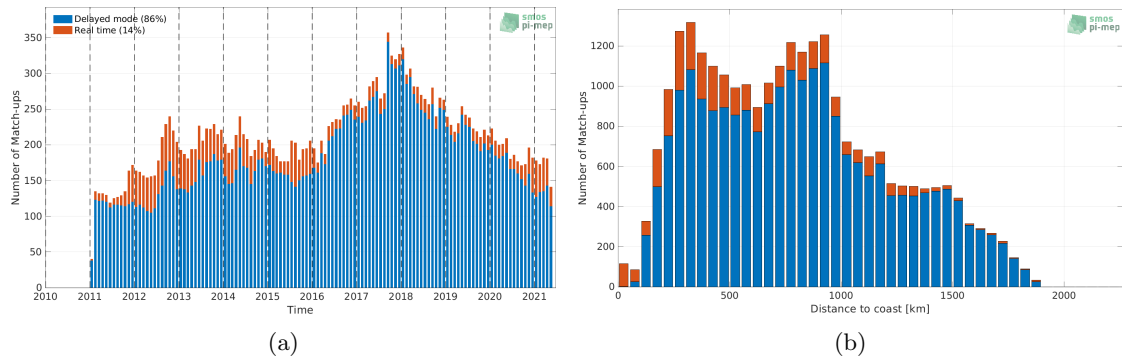 Delayed mode (86%)
Real time (14%)
smos
pi-mep
Number of Match-ups
350
300
250
200
150
100
50
0
2010 2011 2012 2013 2014 2015 2016 2017 2018 2019 2020 2021
Time
(a)
smos
pi-mep
Number of Match-ups
1200
1000
800
600
400
200
0
0 500 1000 1500 2000
Distance to coast [km]
(b)